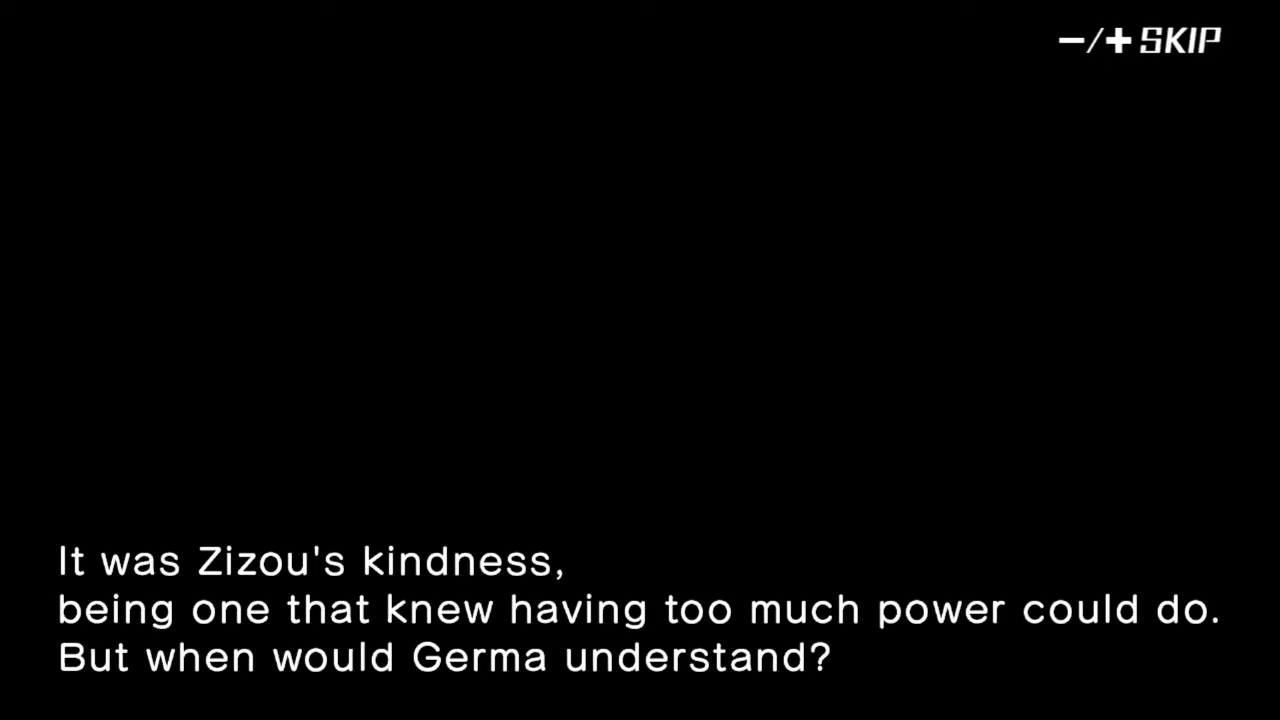 −/+ SKIP
It was Zizou's kindness,
being one that knew having too much power could do.
But when would Germa understand?